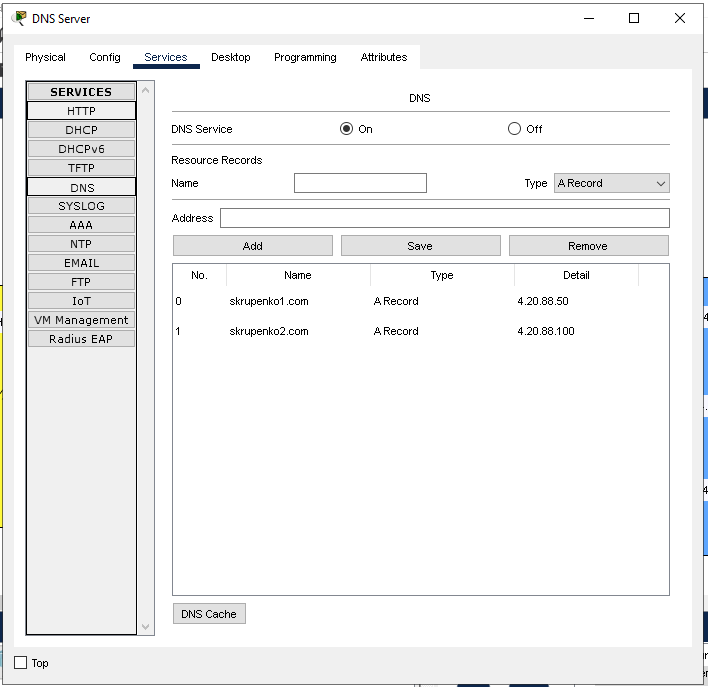 DNS Server
Physical Config Services Desktop Programming Attributes
SERVICES
HTTP
DHCP
DHCPv6
TFTP
DNS
SYSLOG
AAA
NTP
EMAIL
FTP
IoT
VM Management
Radius EAP
DNS
DNS Service On Off
Resource Records
Name Type A Record
Address
Add Save Remove
No. Name Type Detail
0 skrupenko1.com A Record 4.20.88.50
1 skrupenko2.com A Record 4.20.88.100
DNS Cache
Top